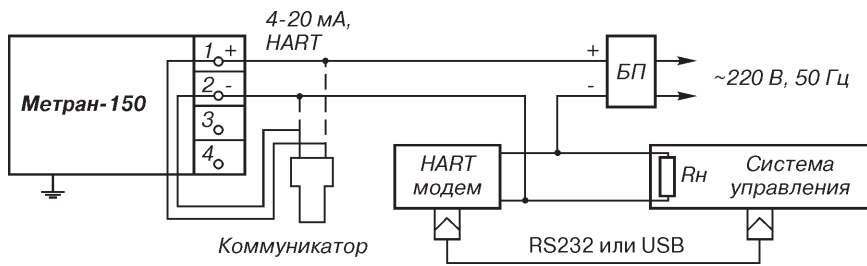 4-20 мА,
HART
1 +
2 -
3
4
Метран-150
+
-
БП
~220 В, 50 Гц
HART
модем
Rн
Система
управления
Коммуникатор
RS232 или USB